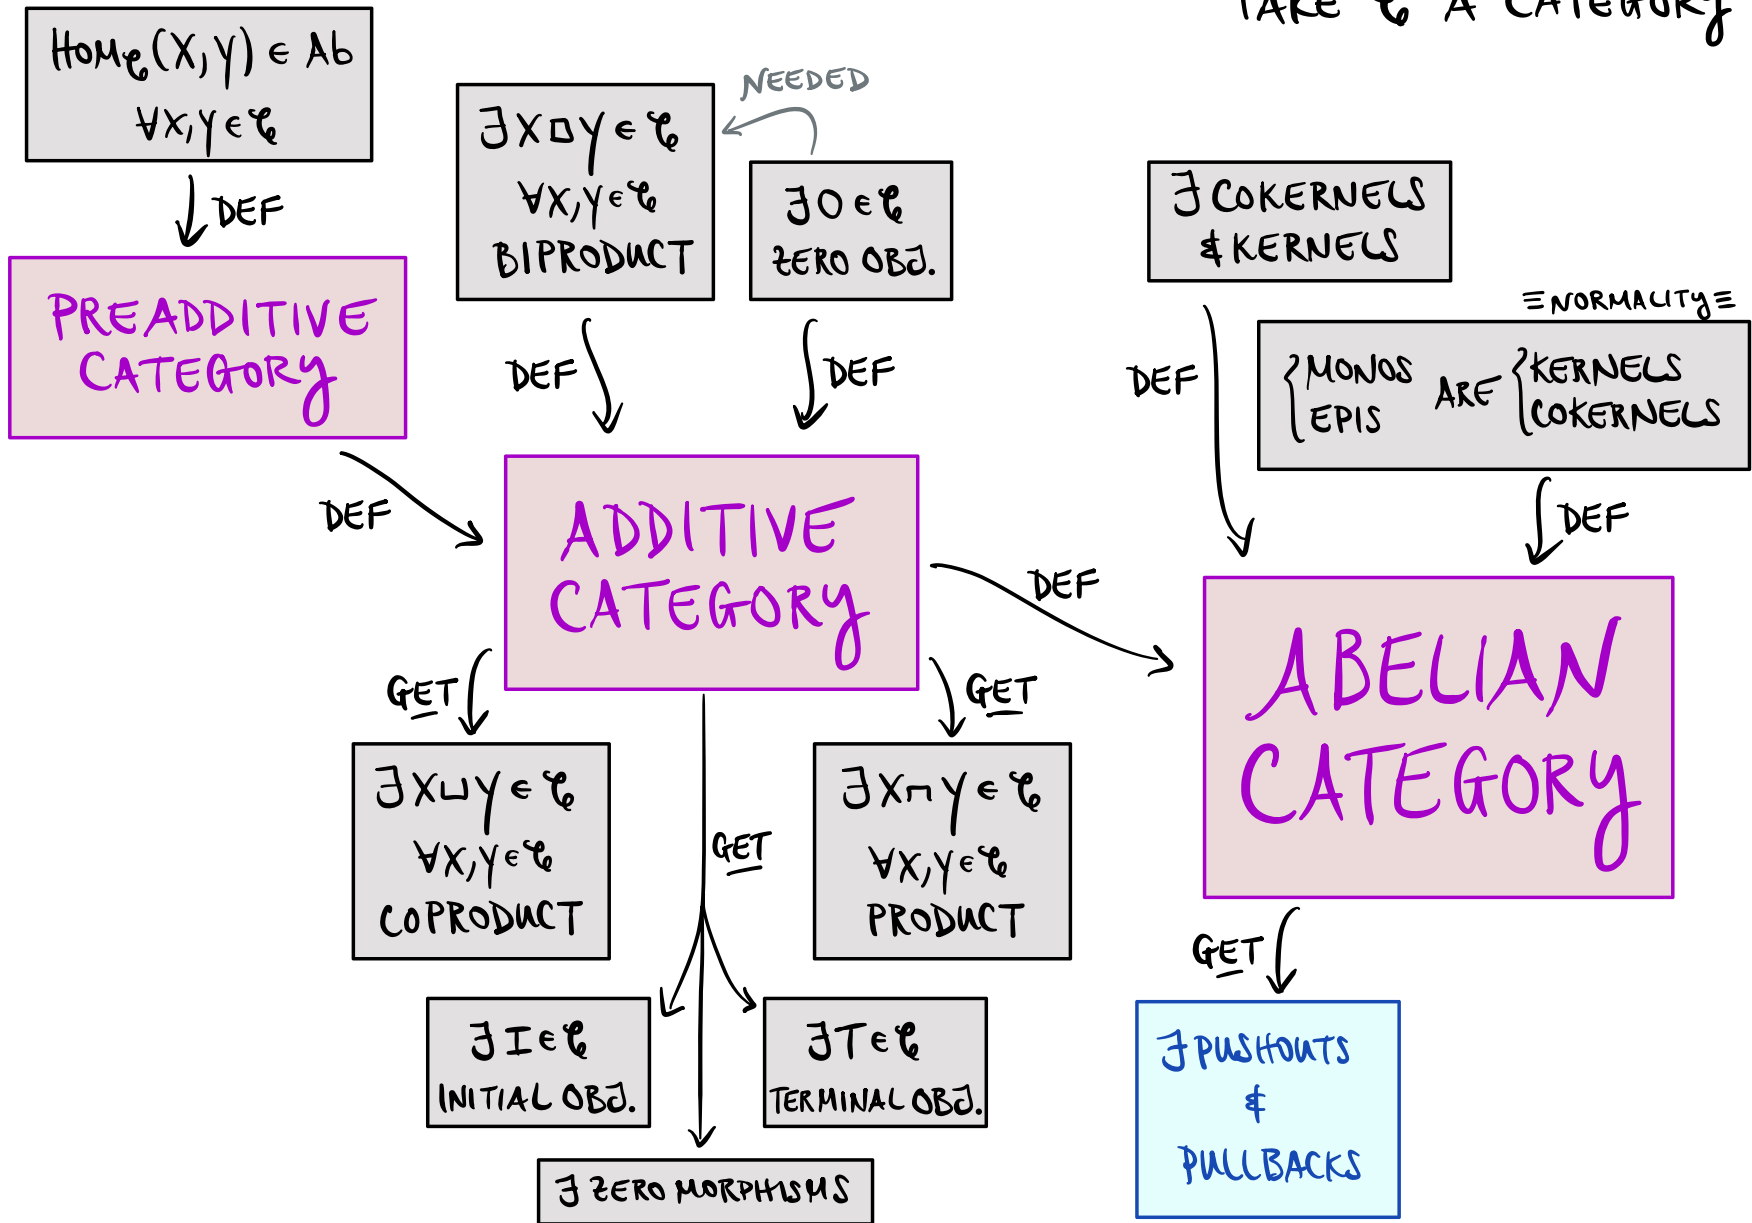 TAKE 𝒞 A CATEGORY
Hom𝒞(X,Y) ∈ Ab
∀X,Y ∈ 𝒞
DEF
PREADDITIVE
CATEGORY
DEF
NEEDED
∃ X□Y ∈ 𝒞
∀X,Y ∈ 𝒞
BIPRODUCT
DEF
∃ 0 ∈ 𝒞
ZERO OBJ.
DEF
ADDITIVE
CATEGORY
DEF
∃ COKERNELS
& KERNELS
DEF
≡ NORMALITY ≡
{ MONOS ARE { KERNELS
{ EPIS { COKERNELS
DEF
ABELIAN
CATEGORY
GET
∃ X⊔Y ∈ 𝒞
∀X,Y ∈ 𝒞
COPRODUCT
GET
GET
∃ X⊓Y ∈ 𝒞
∀X,Y ∈ 𝒞
PRODUCT
∃ I ∈ 𝒞
INITIAL OBJ.
∃ T ∈ 𝒞
TERMINAL OBJ.
∃ ZERO MORPHISMS
GET
∃ PUSHOUTS
&
PULLBACKS